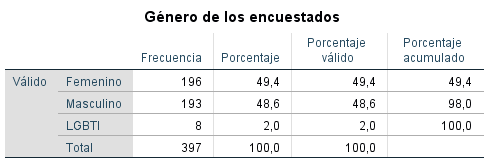 Género de los encuestados
Frecuencia Porcentaje Porcentaje válido Porcentaje acumulado
Válido Femenino 196 49,4 49,4 49,4
Masculino 193 48,6 48,6 98,0
LGBTI 8 2,0 2,0 100,0
Total 397 100,0 100,0